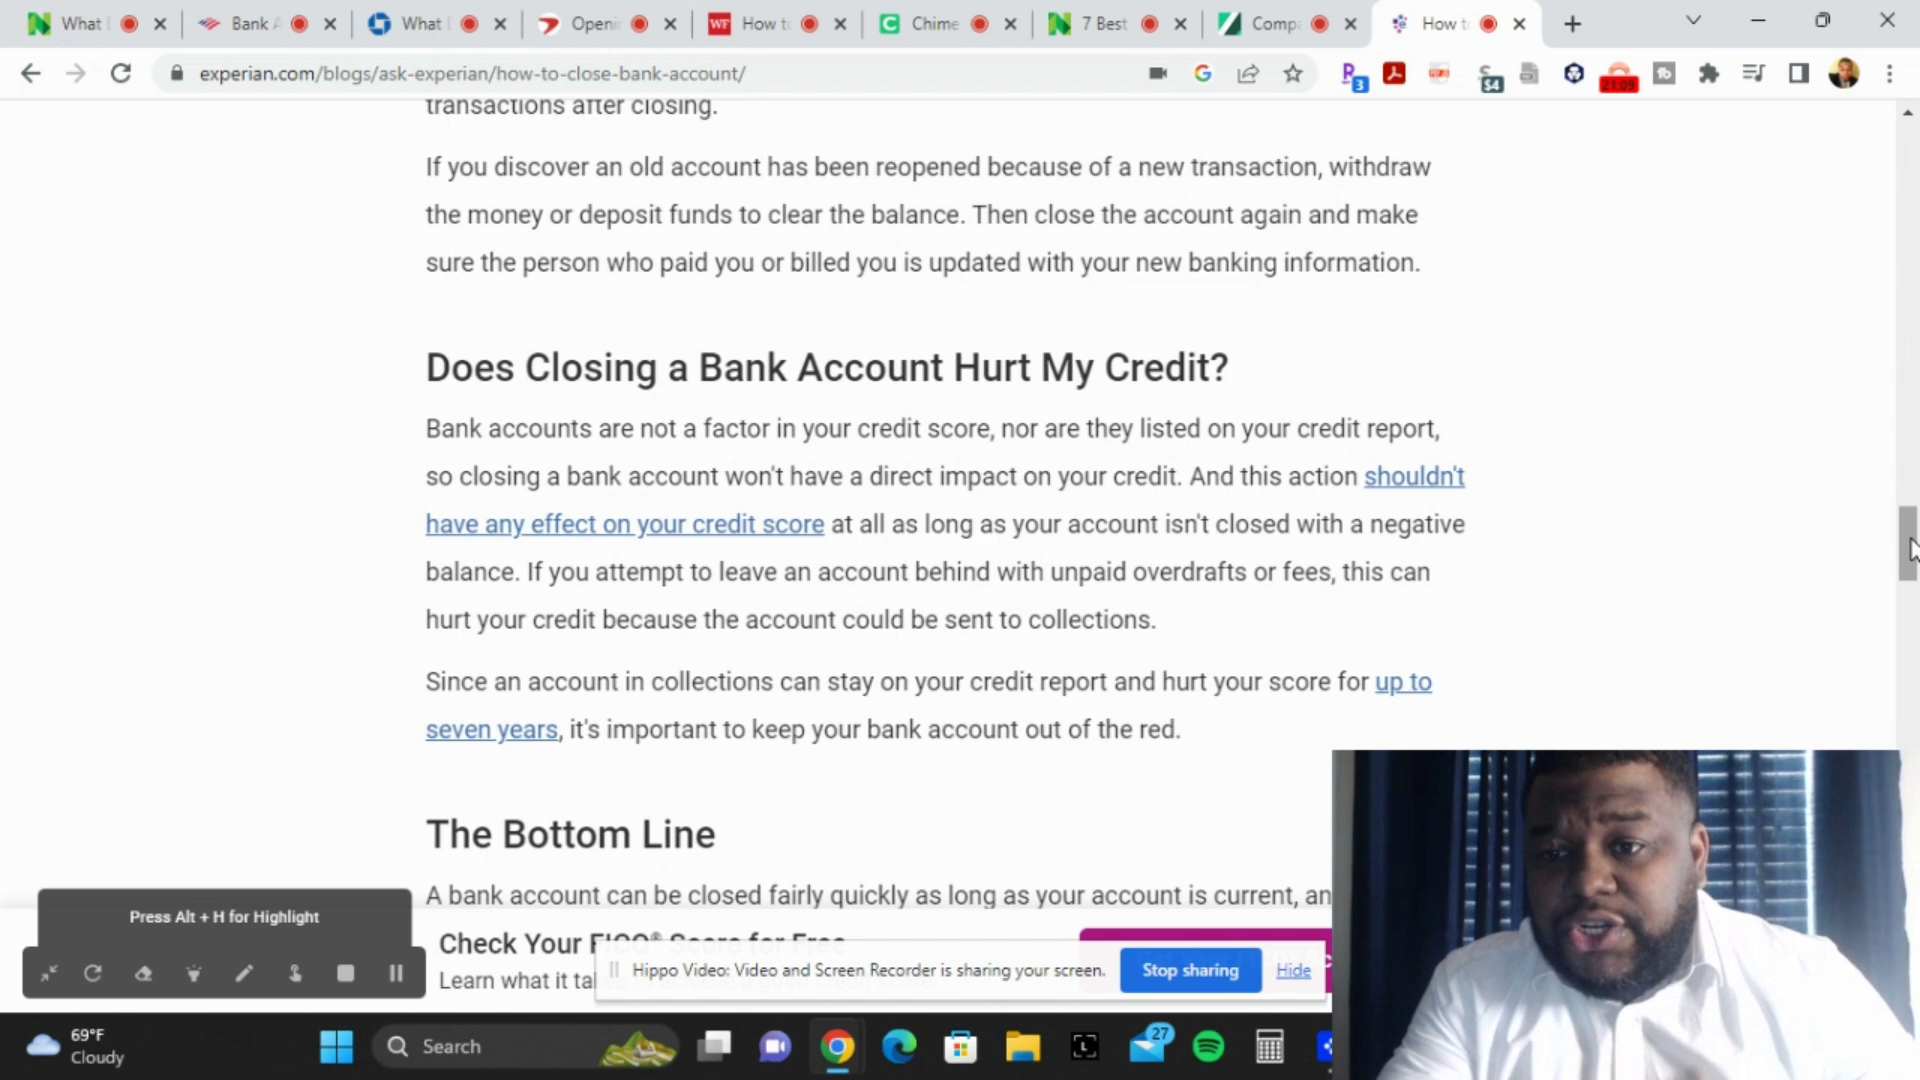 What
Bank A
What
Openin
How to
Chime
7 Best
Comp
How to
experian.com/blogs/ask-experian/how-to-close-bank-account/
3
$4
21:09
transactions after closing.
If you discover an old account has been reopened because of a new transaction, withdraw
the money or deposit funds to clear the balance. Then close the account again and make
sure the person who paid you or billed you is updated with your new banking information.
Does Closing a Bank Account Hurt My Credit?
Bank accounts are not a factor in your credit score, nor are they listed on your credit report,
so closing a bank account won't have a direct impact on your credit. And this action shouldn't
have any effect on your credit score at all as long as your account isn't closed with a negative
balance. If you attempt to leave an account behind with unpaid overdrafts or fees, this can
hurt your credit because the account could be sent to collections.
Since an account in collections can stay on your credit report and hurt your score for up to
seven years, it's important to keep your bank account out of the red.
The Bottom Line
A bank account can be closed fairly quickly as long as your account is current, an
Press Alt + H for Highlight
Check Your FICO® Score for Free
Learn what it ta
Hippo Video: Video and Screen Recorder is sharing your screen.
Stop sharing
Hide
69°F
Cloudy
Search
27